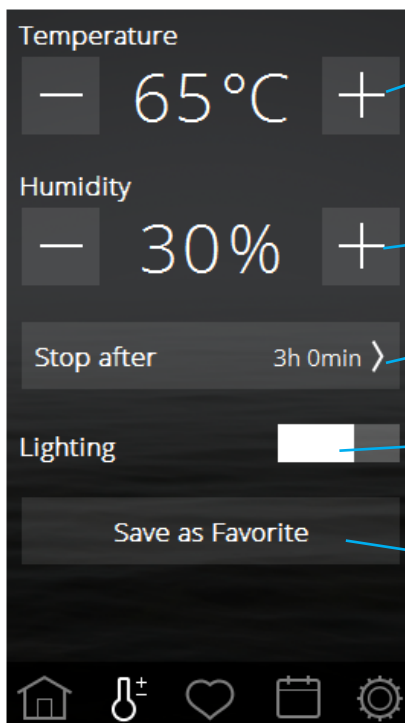 Temperature
− 65°C +
Humidity
− 30% +
Stop after 3h 0min ❭
Lighting
Save as Favorite